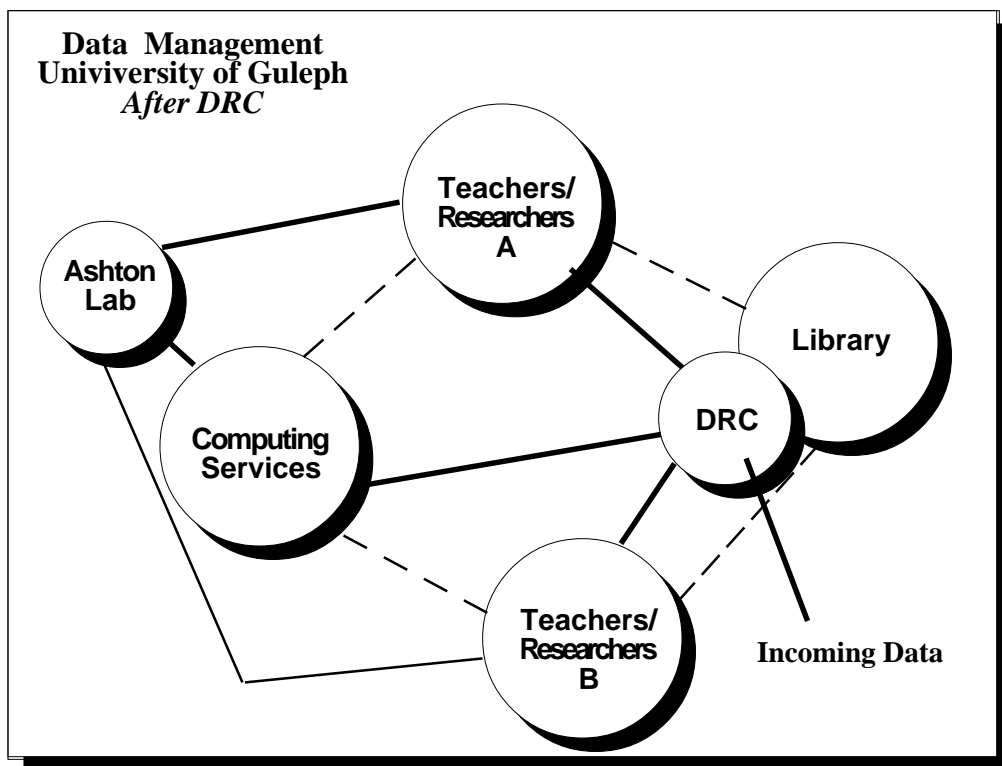 Data Management
Univiversity of Guleph
After DRC
Teachers/
Researchers
A
Ashton
Lab
Library
DRC
Computing
Services
Teachers/
Researchers
B
Incoming Data